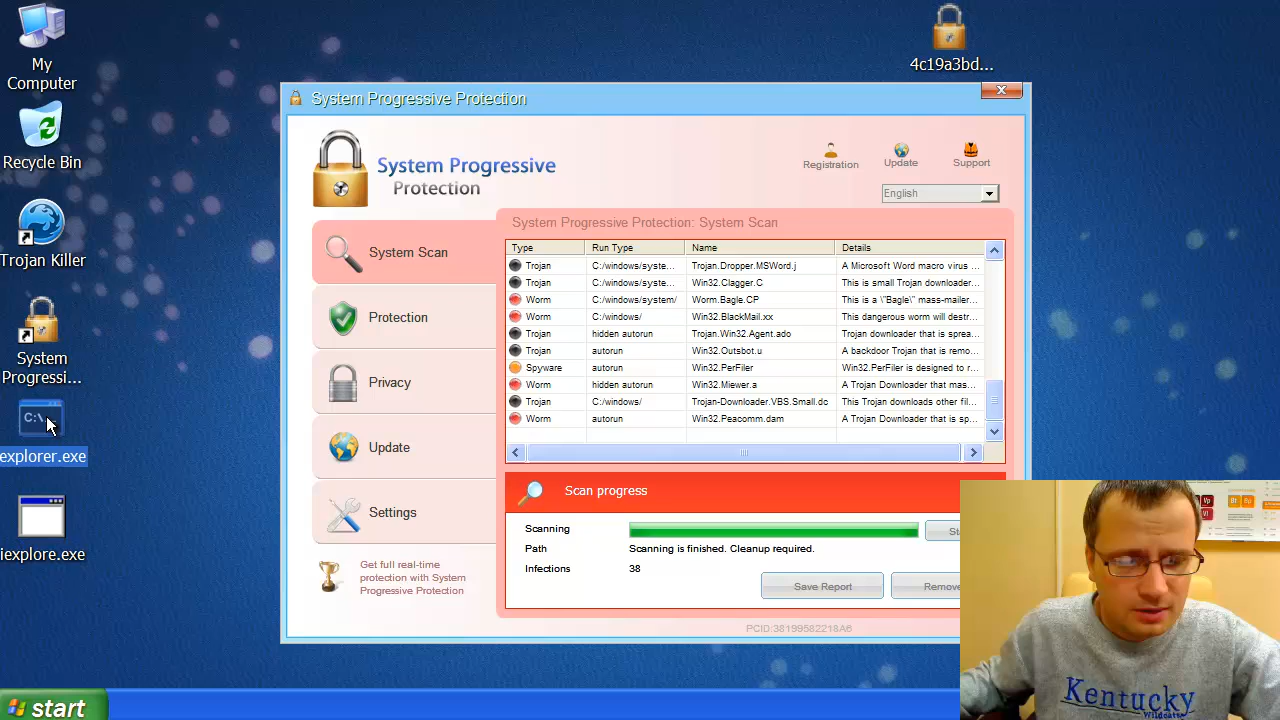 My
Computer
Recycle Bin
Trojan Killer
System
Progressi...
C:\
explorer.exe
iexplore.exe
4c19a3bd...
System Progressive Protection
System Progressive
Protection
Registration
Update
Support
English
System Scan
Protection
Privacy
Update
Settings
Get full real-time
protection with System
Progressive Protection
System Progressive Protection: System Scan
Type Run Type Name Details
Trojan C:/windows/syste... Trojan.Dropper.MSWord.j A Microsoft Word macro virus ...
Trojan C:/windows/syste... Win32.Clagger.C This is small Trojan downloader...
Worm C:/windows/system/ Worm.Bagle.CP This is a \"Bagle\" mass-mailer...
Worm C:/windows/ Win32.BlackMail.xx This dangerous worm will destr...
Trojan hidden autorun Trojan.Win32.Agent.ado Trojan downloader that is sprea...
Trojan autorun Win32.Outsbot.u A backdoor Trojan that is remo...
Spyware autorun Win32.PerFiler Win32.PerFiler is designed to r...
Worm hidden autorun Win32.Miewer.a A Trojan Downloader that mas...
Trojan C:/windows/ Trojan-Downloader.VBS.Small.dc This Trojan downloads other fil...
Worm autorun Win32.Peacomm.dam A Trojan Downloader that is sp...
Scan progress
Scanning
Path Scanning is finished. Cleanup required.
Infections 38
Save Report
Remove
PCID:38199582218A6
start
Kentucky
Wildcats